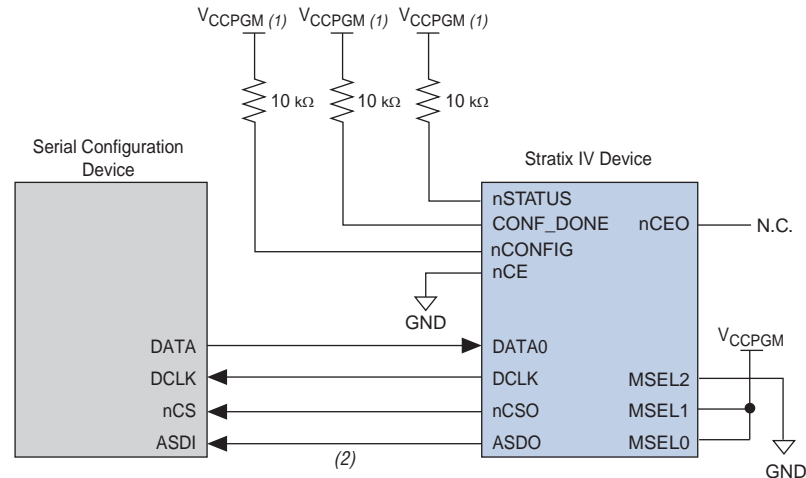 VCCPGM (1) VCCPGM (1) VCCPGM (1)
10 kΩ 10 kΩ 10 kΩ
Serial Configuration
Device
Stratix IV Device
nSTATUS
CONF_DONE nCEO N.C.
nCONFIG
nCE
GND
VCCPGM
DATA DATA0
DCLK DCLK MSEL2
nCS nCSO MSEL1
ASDI ASDO MSEL0
(2)
GND